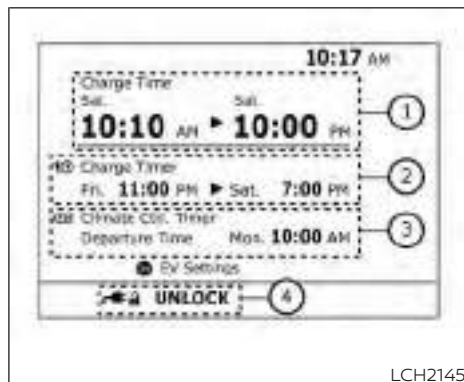 10:17 AM
Charge Time
Sat. Sat.
10:10 AM ▶ 10:00 PM
1
Charge Timer
Fri. 11:00 PM ▶ Sat. 7:00 PM
2
Climate Ctrl. Timer
Departure Time Mon. 10:00 AM
3
EV Settings
UNLOCK
4
LCH2145